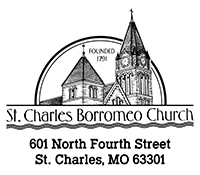 FOUNDED
1791
St. Charles Borromeo Church
601 North Fourth Street
St. Charles, MO 63301